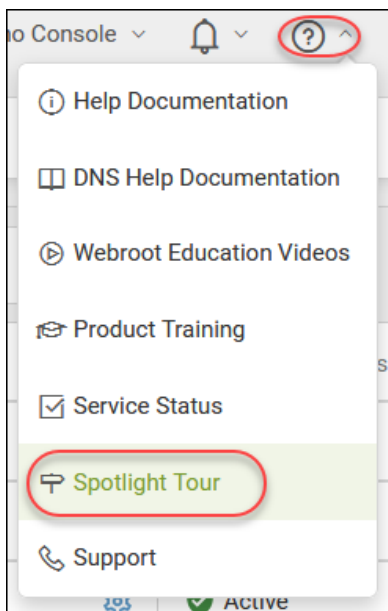 Console
Help Documentation
DNS Help Documentation
Webroot Education Videos
Product Training
Service Status
Spotlight Tour
Support
Active